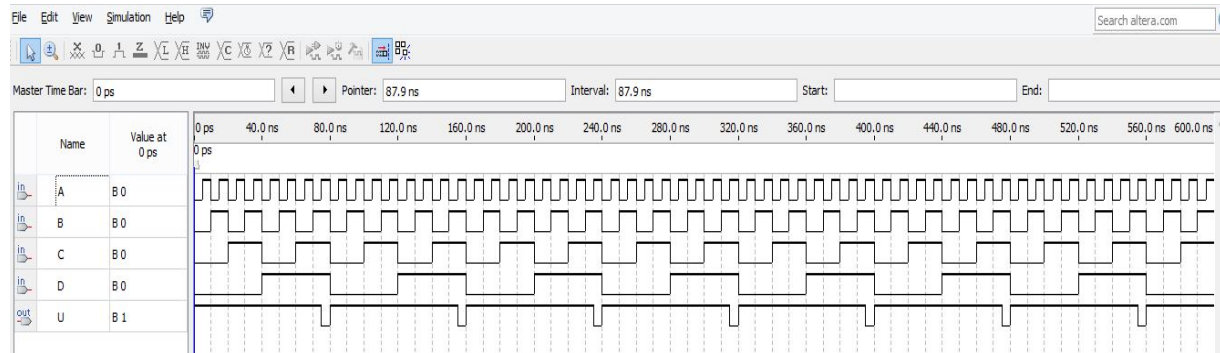 File Edit View Simulation Help
Search altera.com
Master Time Bar: 0 ps Pointer: 87.9 ns Interval: 87.9 ns Start: End:
Name Value at 0 ps
0 ps 40.0 ns 80.0 ns 120.0 ns 160.0 ns 200.0 ns 240.0 ns 280.0 ns 320.0 ns 360.0 ns 400.0 ns 440.0 ns 480.0 ns 520.0 ns 560.0 ns 600.0 ns
0 ps
in A B 0
in B B 0
in C B 0
in D B 0
out U B 1